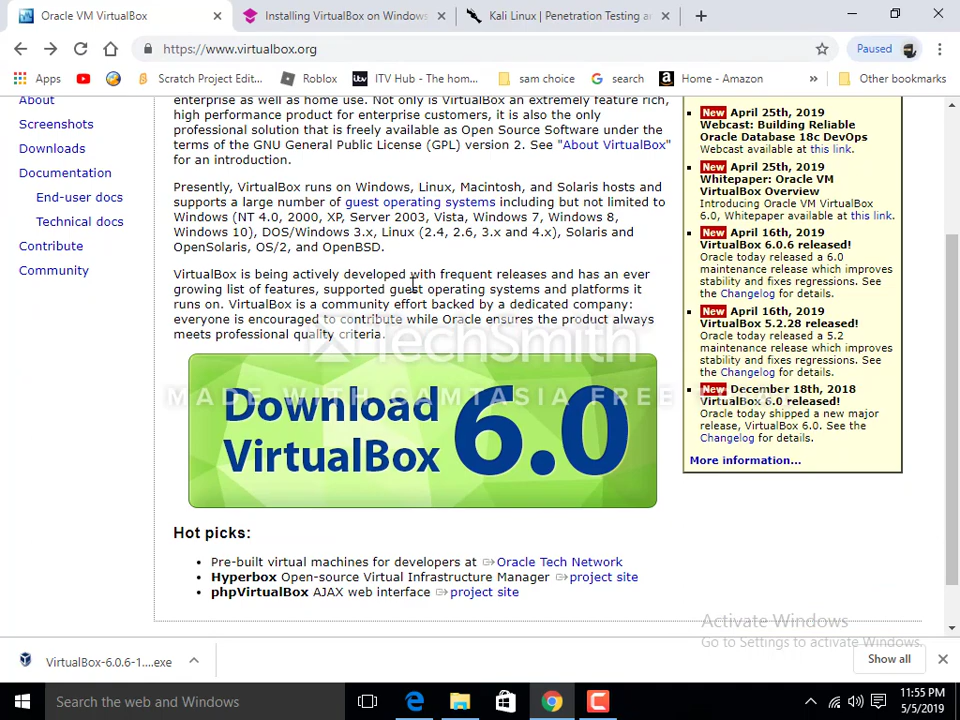 Oracle VM VirtualBox
Installing VirtualBox on Windows
Kali Linux | Penetration Testing an
https://www.virtualbox.org
Paused
Apps
Scratch Project Edit...
Roblox
ITV Hub - The hom...
sam choice
search
Home - Amazon
»
Other bookmarks
About
Screenshots
Downloads
Documentation
End-user docs
Technical docs
Contribute
Community
enterprise as well as home use. Not only is VirtualBox an extremely feature rich,
high performance product for enterprise customers, it is also the only
professional solution that is freely available as Open Source Software under the
terms of the GNU General Public License (GPL) version 2. See "About VirtualBox"
for an introduction.
Presently, VirtualBox runs on Windows, Linux, Macintosh, and Solaris hosts and
supports a large number of guest operating systems including but not limited to
Windows (NT 4.0, 2000, XP, Server 2003, Vista, Windows 7, Windows 8,
Windows 10), DOS/Windows 3.x, Linux (2.4, 2.6, 3.x and 4.x), Solaris and
OpenSolaris, OS/2, and OpenBSD.
VirtualBox is being actively developed with frequent releases and has an ever
growing list of features, supported guest operating systems and platforms it
runs on. VirtualBox is a community effort backed by a dedicated company:
everyone is encouraged to contribute while Oracle ensures the product always
meets professional quality criteria.
TechSmith
MADE WITH CAMTASIA FREE
Download
VirtualBox 6.0
Hot picks:
• Pre-built virtual machines for developers at Oracle Tech Network
• Hyperbox Open-source Virtual Infrastructure Manager project site
• phpVirtualBox AJAX web interface project site
New April 25th, 2019
Webcast: Building Reliable
Oracle Database 18c DevOps
Webcast available at this link.
New April 25th, 2019
Whitepaper: Oracle VM
VirtualBox Overview
Introducing Oracle VM VirtualBox
6.0, Whitepaper available at this link.
New April 16th, 2019
VirtualBox 6.0.6 released!
Oracle today released a 6.0
maintenance release which improves
stability and fixes regressions. See
the Changelog for details.
New April 16th, 2019
VirtualBox 5.2.28 released!
Oracle today released a 5.2
maintenance release which improves
stability and fixes regressions. See
the Changelog for details.
New December 18th, 2018
VirtualBox 6.0 released!
Oracle today shipped a new major
release, VirtualBox 6.0. See the
Changelog for details.
More information...
Activate Windows
Go to Settings to activate Windows.
VirtualBox-6.0.6-1....exe
Show all
Search the web and Windows
11:55 PM
5/5/2019